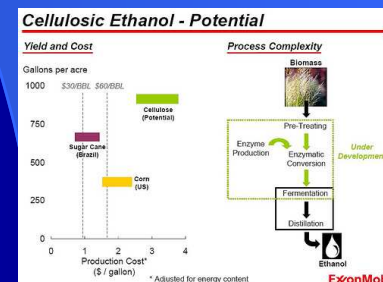 Cellulosic Ethanol - Potential
Yield and Cost
Gallons per acre
1000
$30/BBL $60/BBL
Cellulose
(Potential)
750
Sugar Cane
(Brazil)
500
Corn
(US)
250
0
0 1 2 3 4
Production Cost*
($ / gallon)
Process Complexity
Biomass
Pre-Treating
Enzyme
Production
Enzymatic
Conversion
Under
Developmen
Fermentation
Distillation
Ethanol
* Adjusted for energy content
ExxonMob